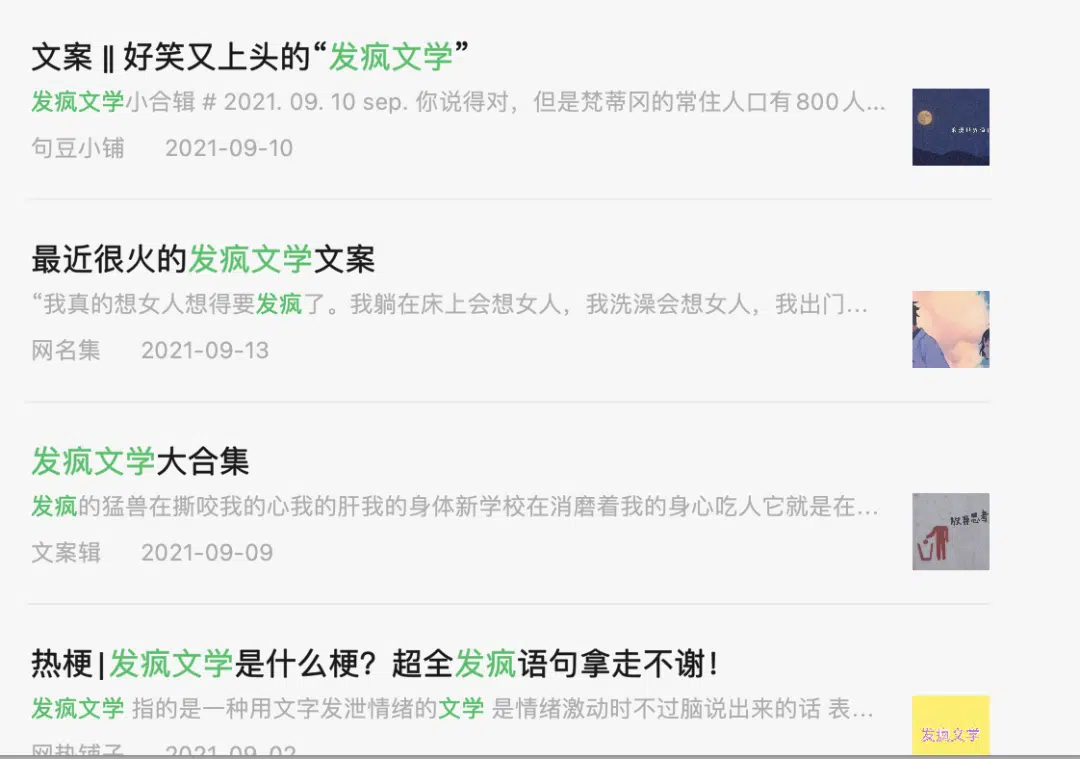 文案 ‖ 好笑又上头的“发疯文学”
发疯文学小合辑 # 2021. 09. 10 sep. 你说得对，但是梵蒂冈的常住人口有800人...
句豆小铺 2021-09-10
最近很火的发疯文学文案
“我真的想女人想得要发疯了。我躺在床上会想女人，我洗澡会想女人，我出门...
网名集 2021-09-13
发疯文学大合集
发疯的猛兽在撕咬我的心我的肝我的身体新学校在消磨着我的身心吃人它就是在...
文案辑 2021-09-09
放弃思考
热梗|发疯文学是什么梗？超全发疯语句拿走不谢！
发疯文学 指的是一种用文字发泄情绪的文学 是情绪激动时不过脑说出来的话 表...
发疯文学
网热铺子 2021-09-02